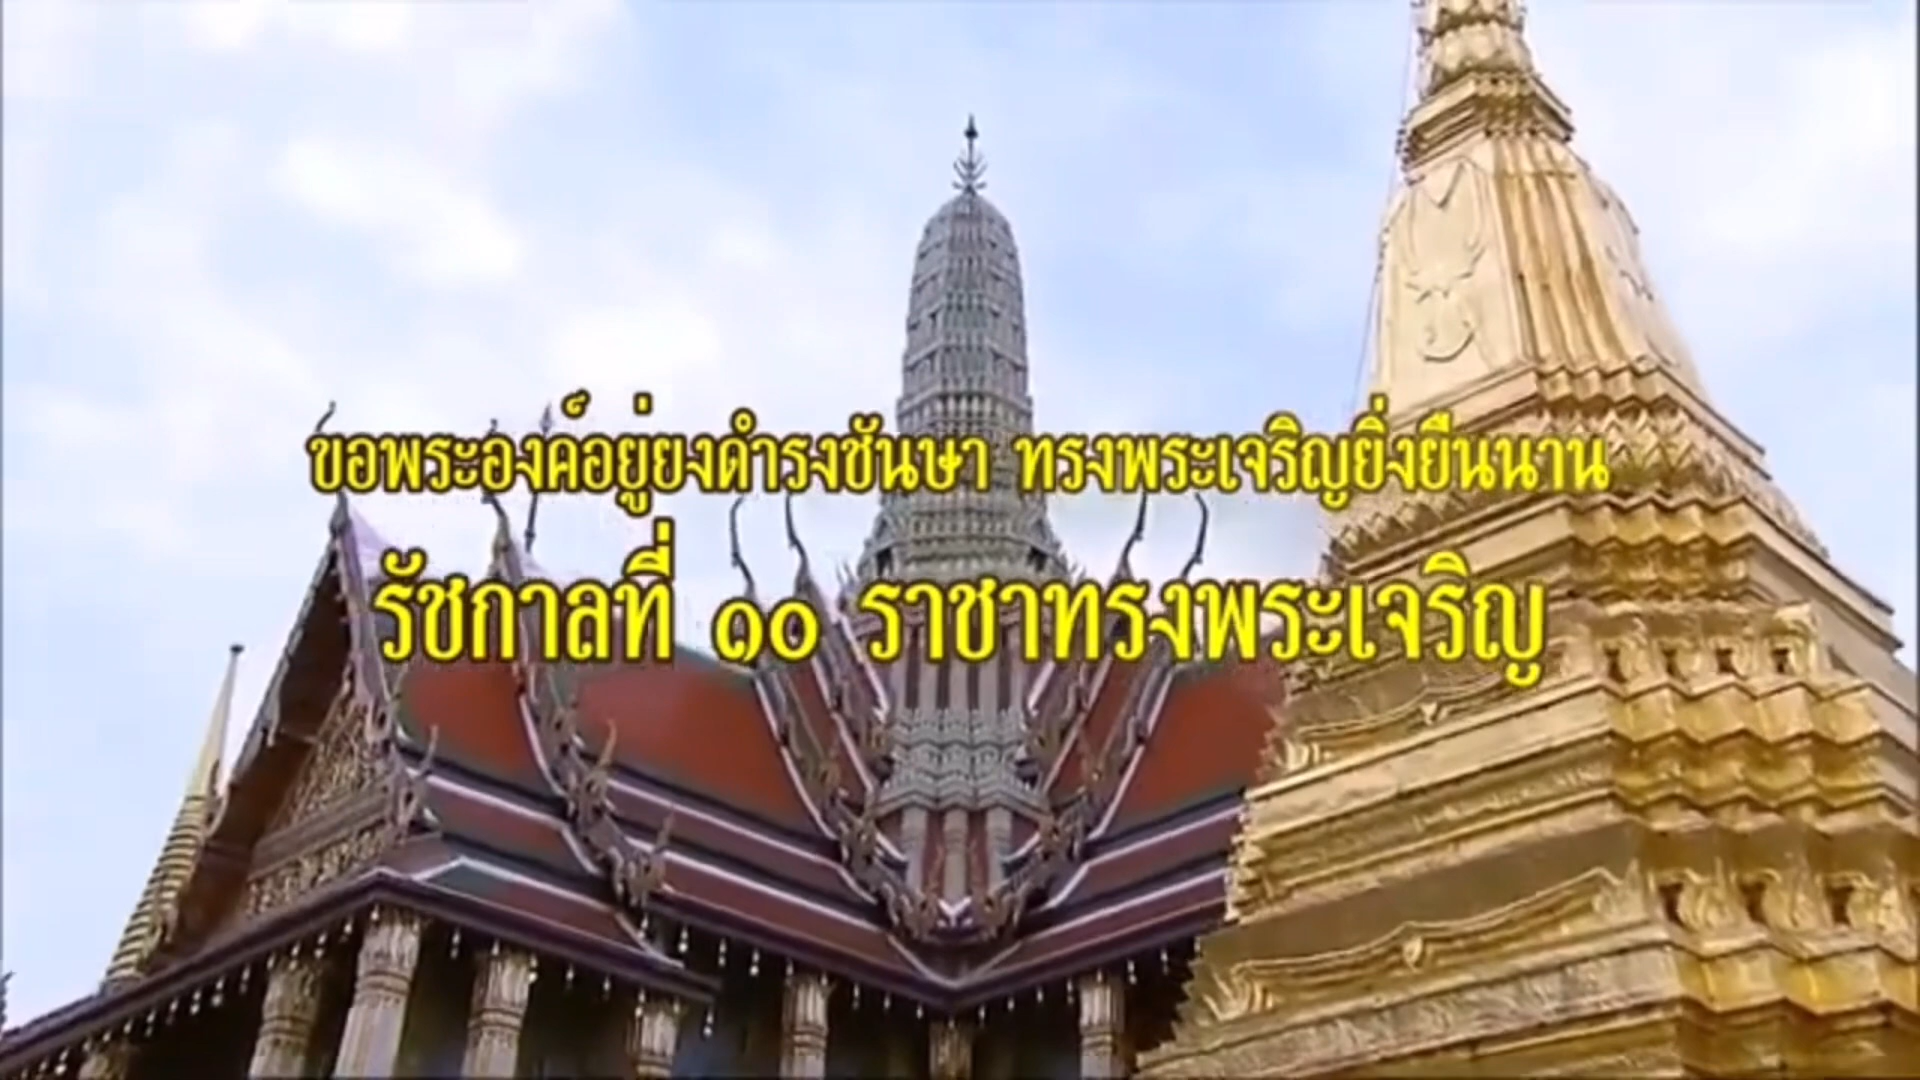 ขอพระองค์อยู่ยงดำรงชันษา ทรงพระเจริญยิ่งยืนนาน
รัชกาลที่ ๑๐ ราชาทรงพระเจริญ